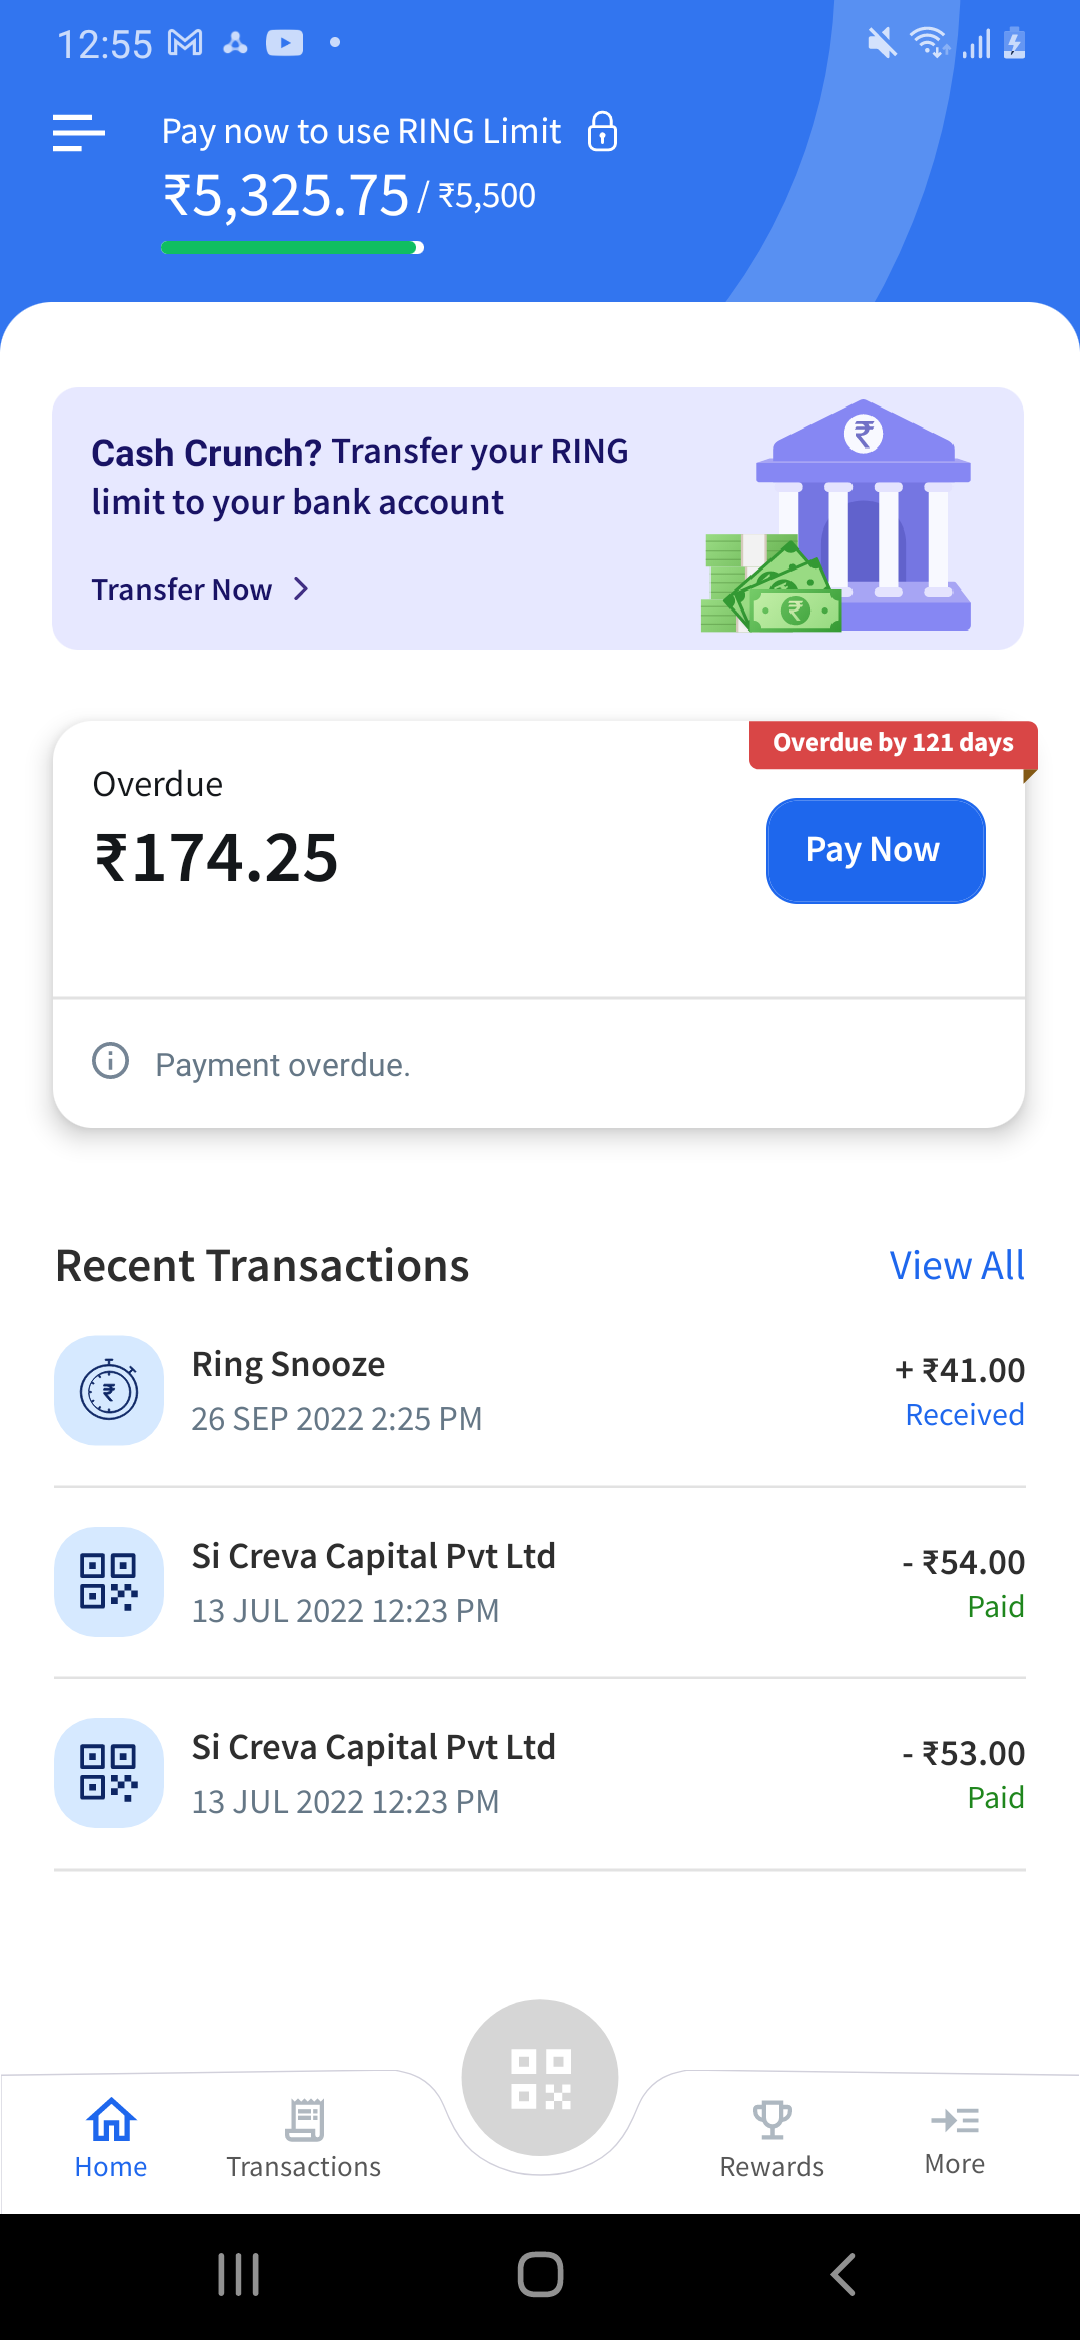 12:55
Pay now to use RING Limit
₹5,325.75 / ₹5,500
Cash Crunch? Transfer your RING
limit to your bank account
Transfer Now
Overdue by 121 days
Overdue
₹174.25
Pay Now
Payment overdue.
Recent Transactions View All
Ring Snooze + ₹41.00
26 SEP 2022 2:25 PM Received
Si Creva Capital Pvt Ltd - ₹54.00
13 JUL 2022 12:23 PM Paid
Si Creva Capital Pvt Ltd - ₹53.00
13 JUL 2022 12:23 PM Paid
Home Transactions Rewards More